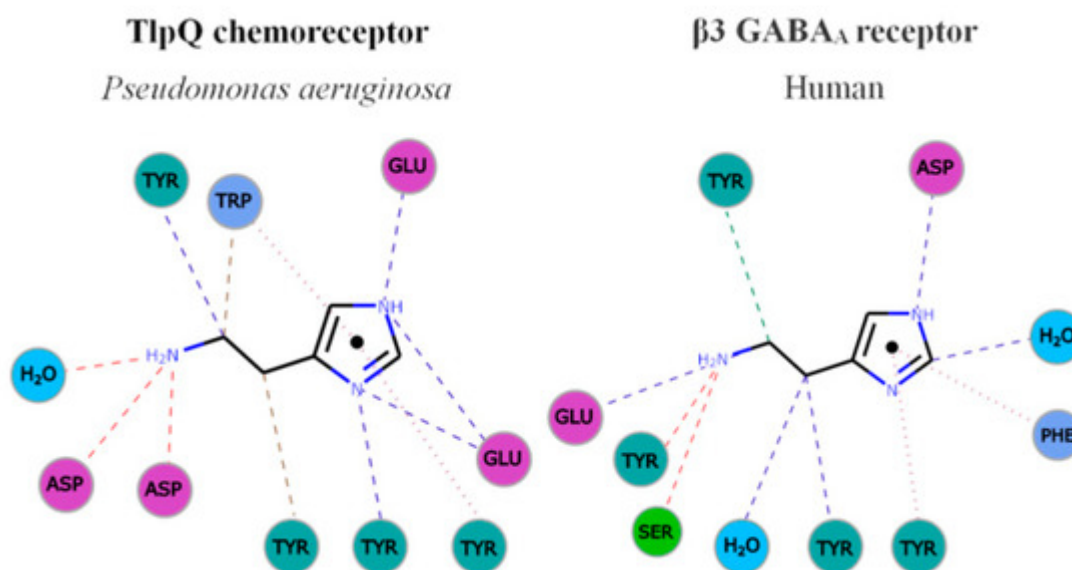 TlpQ chemoreceptor
Pseudomonas aeruginosa
TYR
TRP
GLU
NH
H₂N
N
H₂O
ASP
ASP
GLU
TYR
TYR
TYR
β3 GABAA receptor
Human
TYR
ASP
NH
H₂O
H₂N
N
GLU
TYR
SER
PHE
H₂O
TYR
TYR